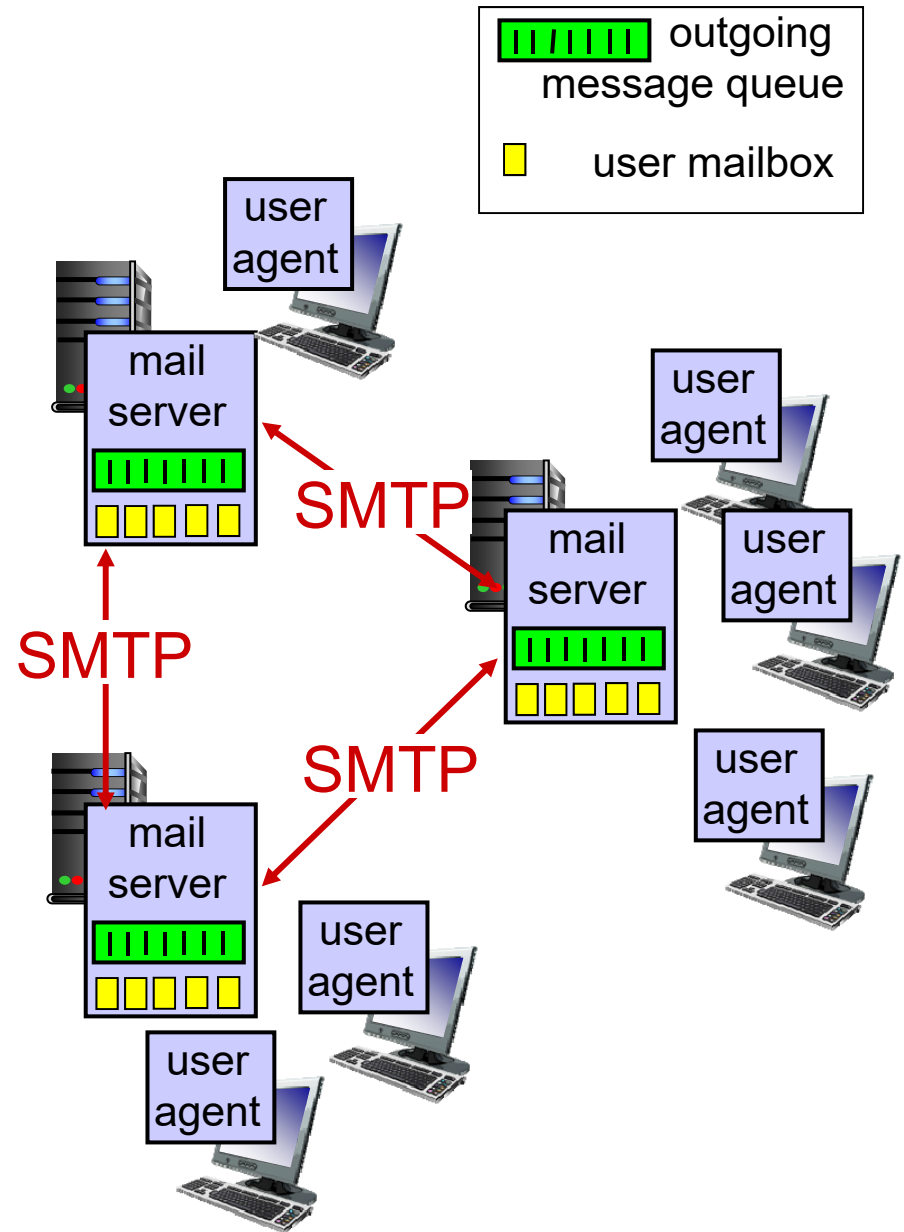 outgoing
message queue
user mailbox
user
agent
mail
server
SMTP
user
agent
mail
server
user
agent
SMTP
SMTP
user
agent
mail
server
user
agent
user
agent